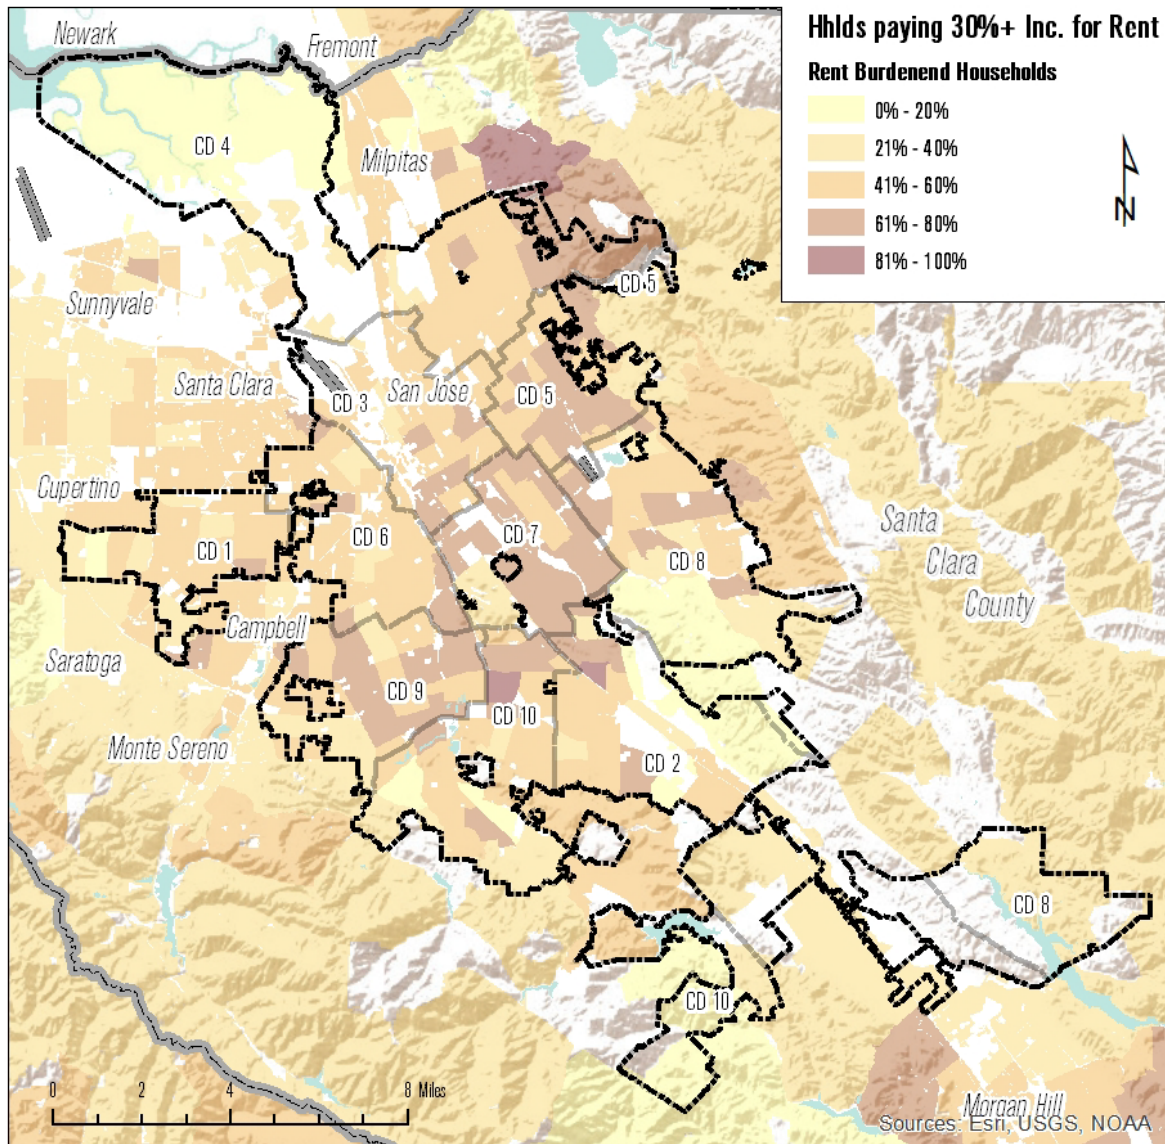 Hhlds paying 30%+ Inc. for Rent
Rent Burdenend Households
0% - 20%
21% - 40%
41% - 60%
61% - 80%
81% - 100%
N
Newark
Fremont
CD 4
Milpitas
CD 5
Sunnyvale
Santa Clara
San Jose
CD 3
CD 5
Cupertino
Santa
Clara
County
CD 1
CD 6
CD 7
CD 8
Campbell
Saratoga
CD 9
CD 10
Monte Sereno
CD 2
CD 8
CD 10
0 2 4 8 Miles
Morgan Hill
Sources: Esri, USGS, NOAA